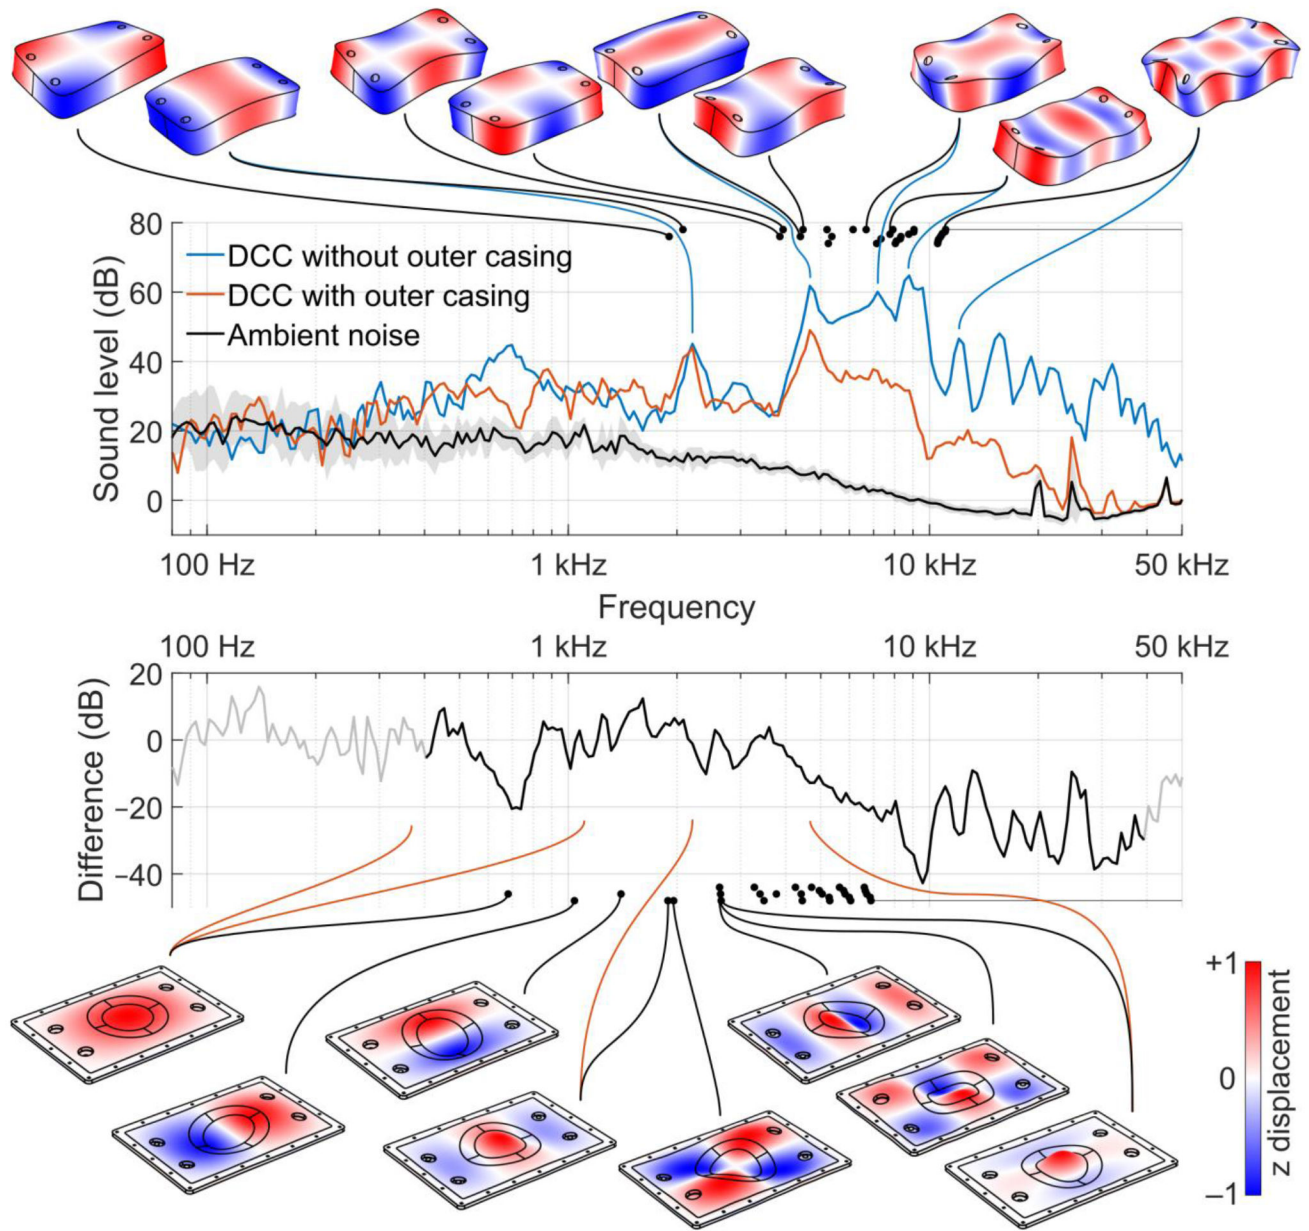 80
60
40
20
0
Sound level (dB)
DCC without outer casing
DCC with outer casing
Ambient noise
100 Hz
1 kHz
10 kHz
50 kHz
Frequency
100 Hz
1 kHz
10 kHz
50 kHz
20
0
−20
−40
Difference (dB)
+1
0
−1
z displacement